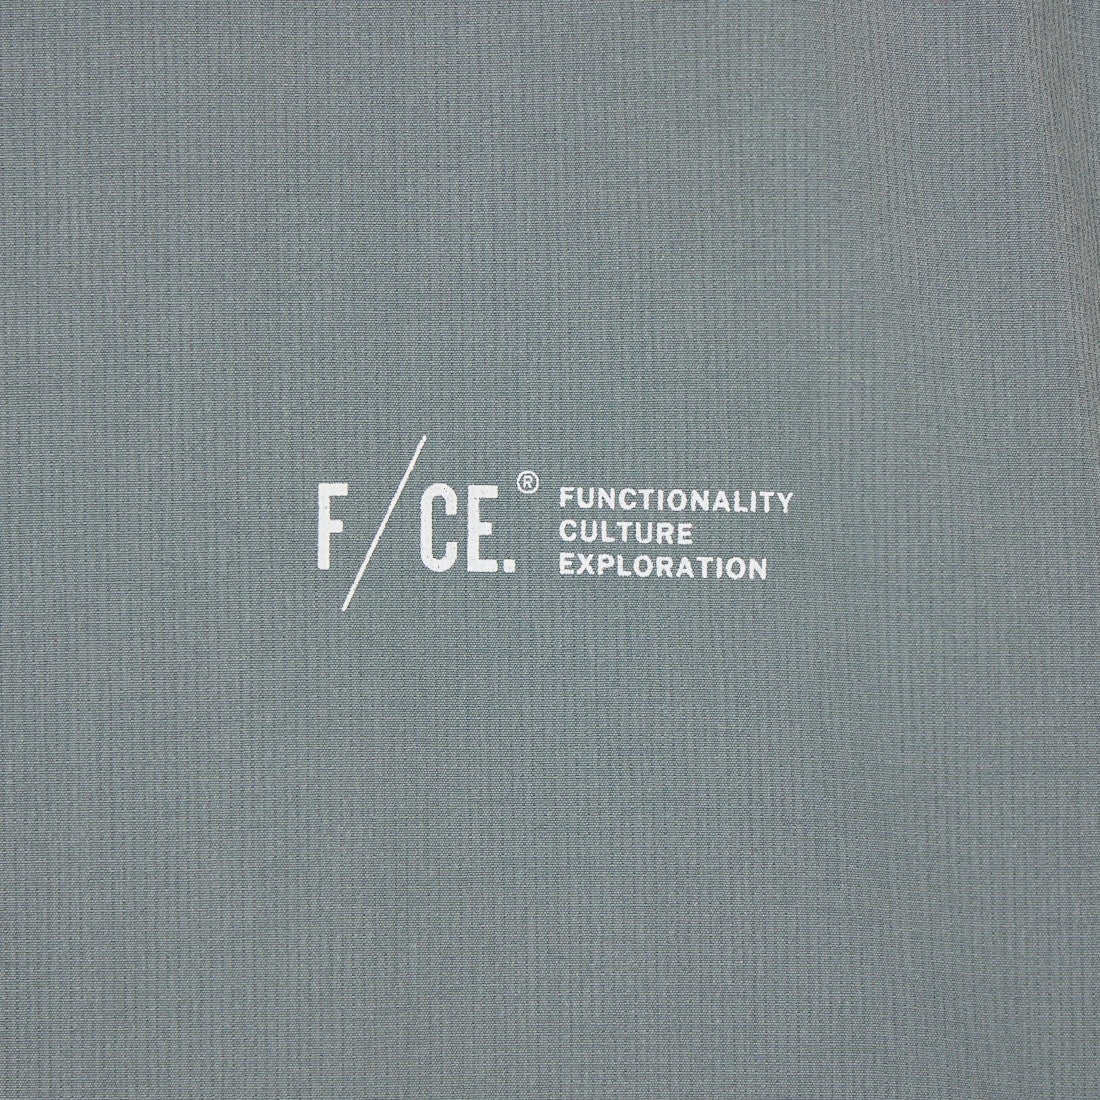 F/CE.®
FUNCTIONALITY
CULTURE
EXPLORATION